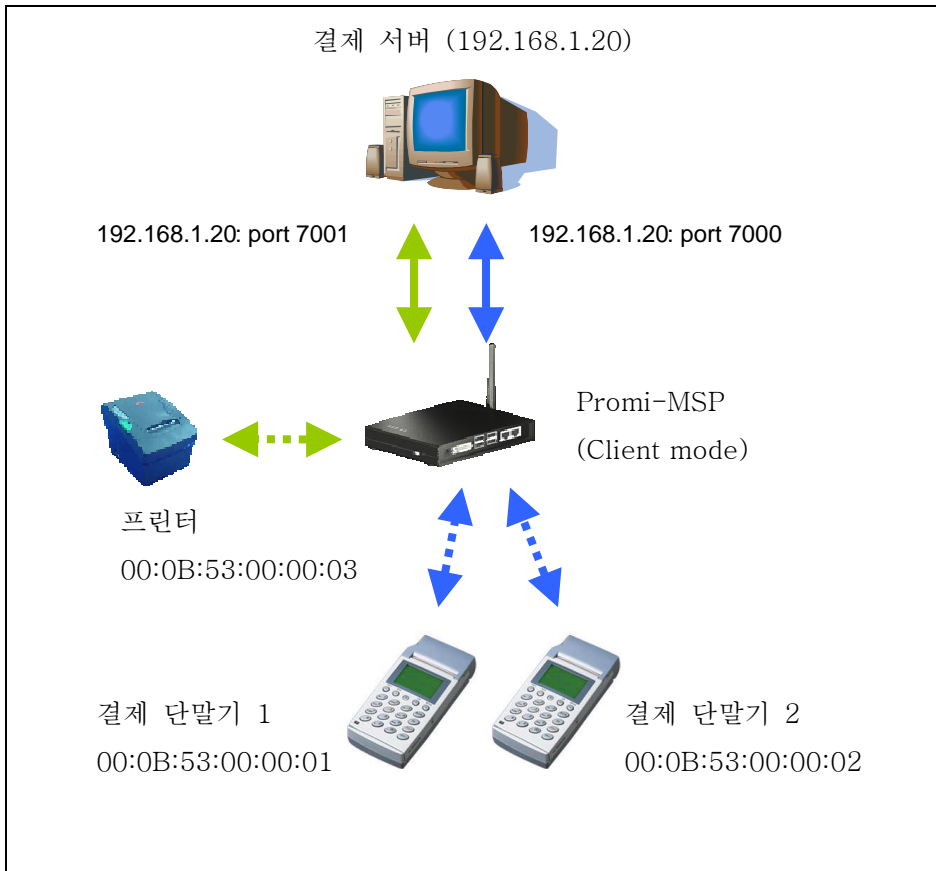 결제 서버 (192.168.1.20)
192.168.1.20: port 7001
192.168.1.20: port 7000
Promi-MSP
(Client mode)
프린터
00:0B:53:00:00:03
결제 단말기 1
00:0B:53:00:00:01
결제 단말기 2
00:0B:53:00:00:02